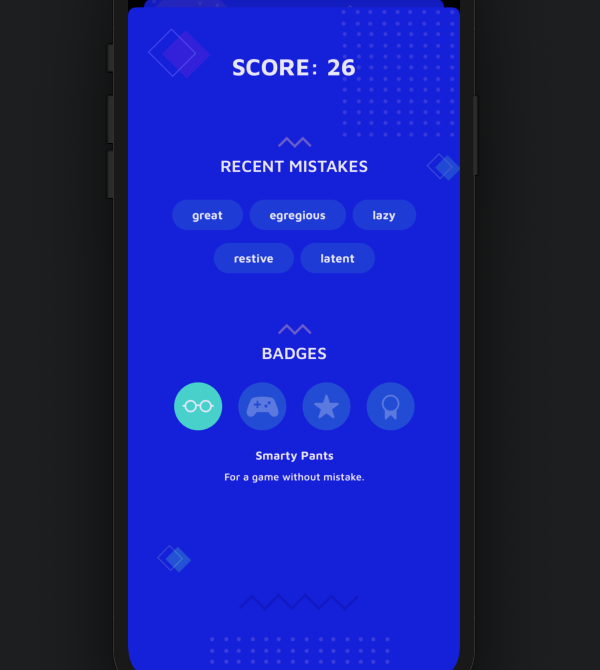 SCORE: 26
RECENT MISTAKES
great egregious lazy
restive latent
BADGES
Smarty Pants
For a game without mistake.